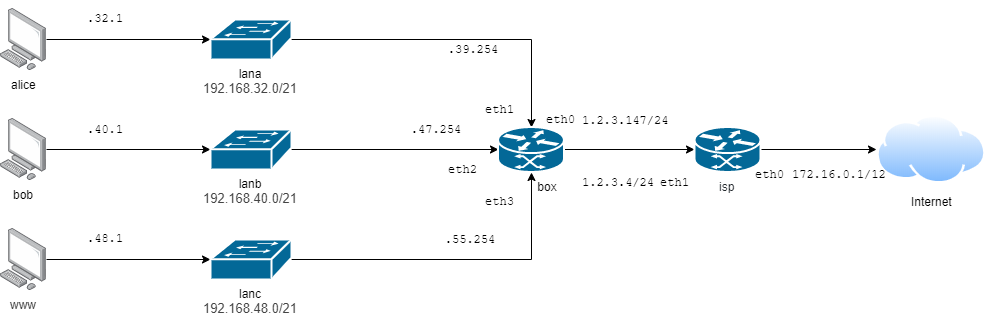 .32.1
.39.254
alice
lana
192.168.32.0/21
eth1
eth0 1.2.3.147/24
.40.1
.47.254
bob
lanb
192.168.40.0/21
eth2
box
1.2.3.4/24 eth1
isp
eth0 172.16.0.1/12
Internet
eth3
.48.1
.55.254
www
lanc
192.168.48.0/21